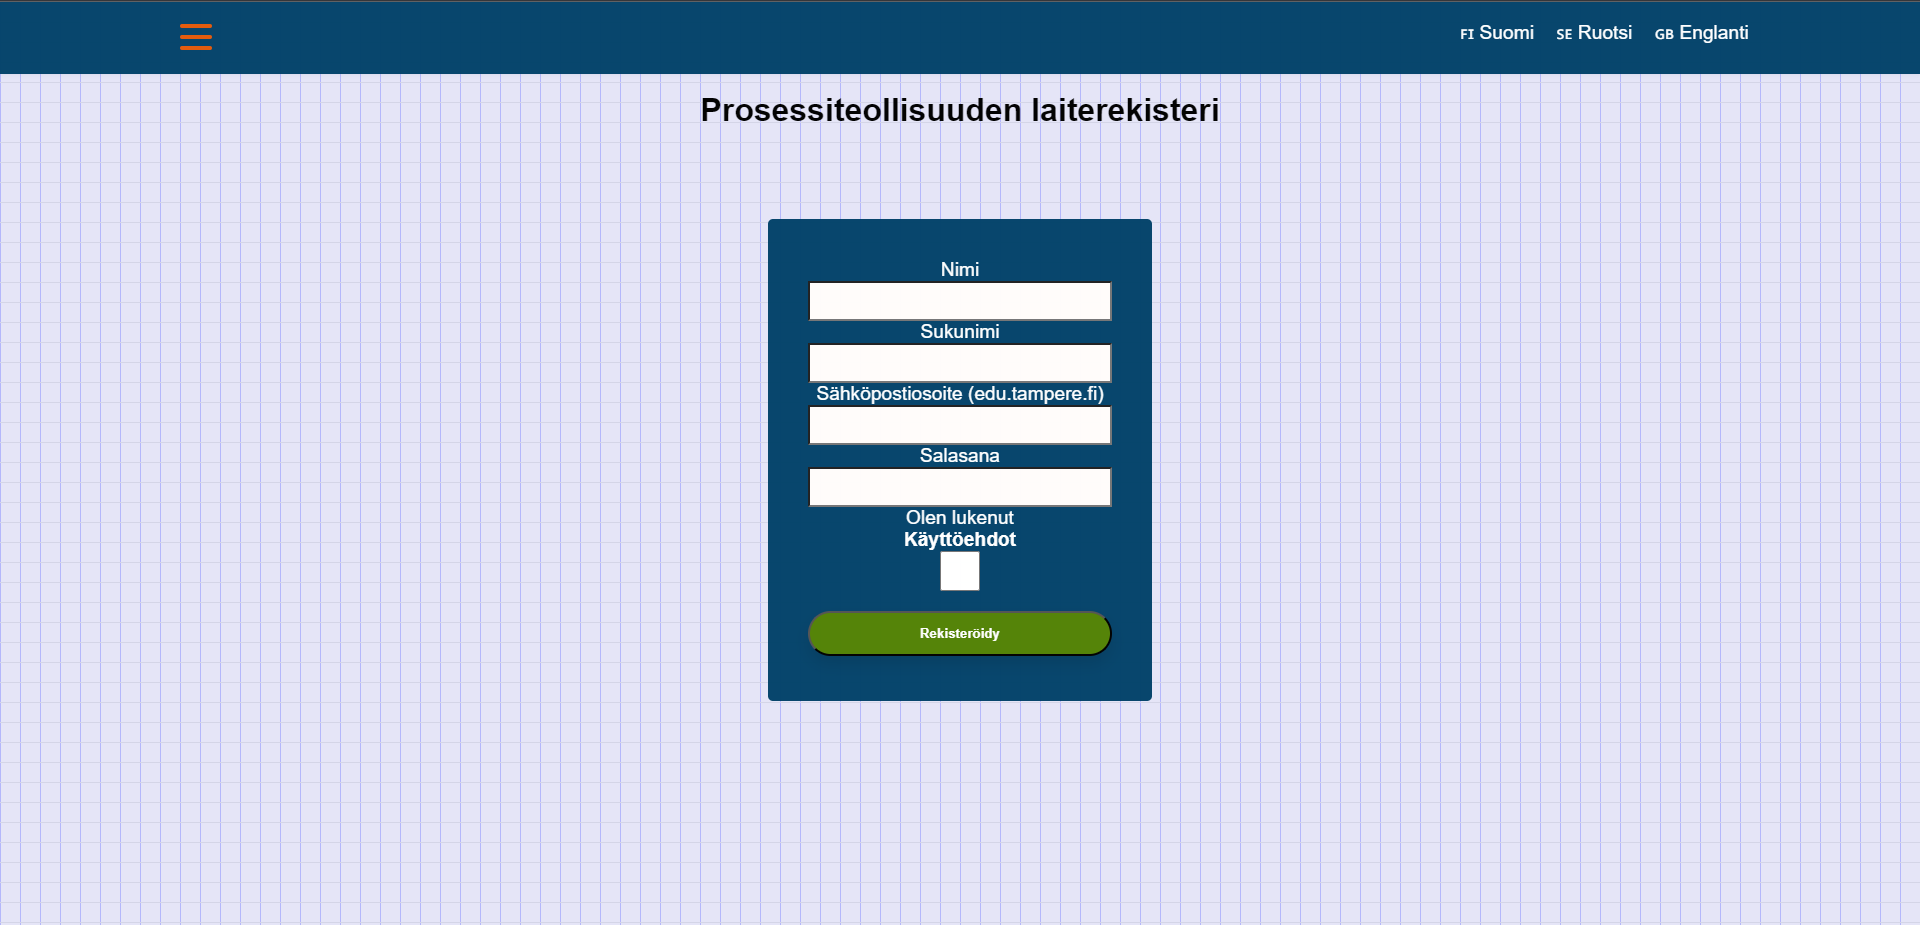 FI Suomi SE Ruotsi GB Englanti
Prosessiteollisuuden laiterekisteri
Nimi
Sukunimi
Sähköpostiosoite (edu.tampere.fi)
Salasana
Olen lukenut
Käyttöehdot
Rekisteröidy